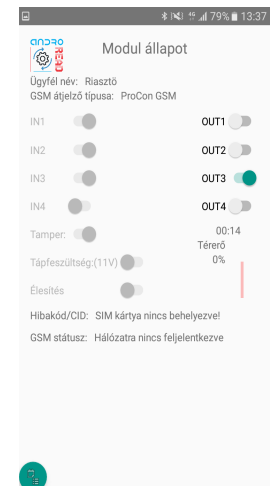 79% 13:37
ANDRO READ
Modul állapot
Ügyfél név: Riasztó
GSM átjelző típusa: ProCon GSM
IN1 OUT1
IN2 OUT2
IN3 OUT3
IN4 OUT4
Tamper: 00:14
Térerő
Tápfeszültség:(11V) 0%
Élesítés
Hibakód/CID: SIM kártya nincs behelyezve!
GSM státusz: Hálózatra nincs feljelentkezve